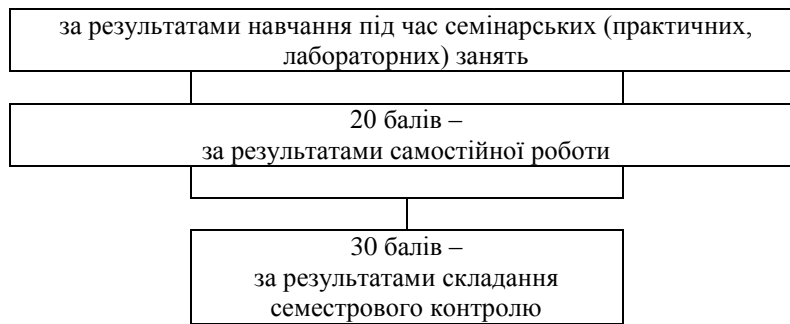 за результатами навчання під час семінарських (практичних,
лабораторних) занять
20 балів –
за результатами самостійної роботи
30 балів –
за результатами складання
семестрового контролю